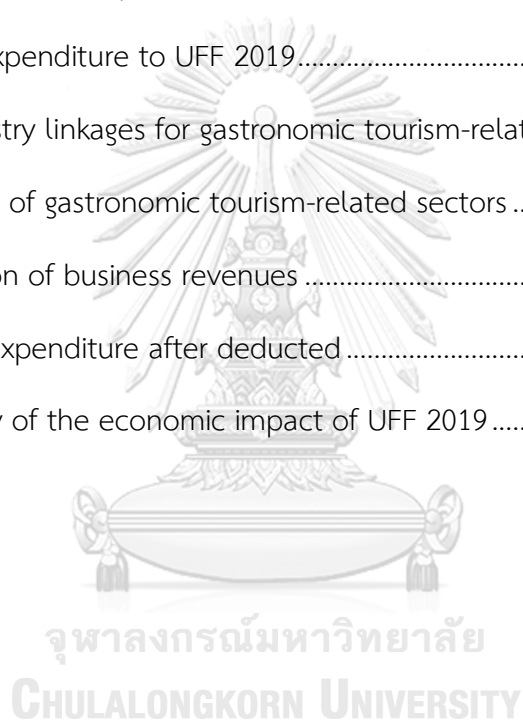 xpenditure to UFF 2019
stry linkages for gastronomic tourism-relat
of gastronomic tourism-related sectors
on of business revenues
xpenditure after deducted
y of the economic impact of UFF 2019
จุฬาลงกรณ์มหาวิทยาลัย
CHULALONGKORN UNIVERSITY